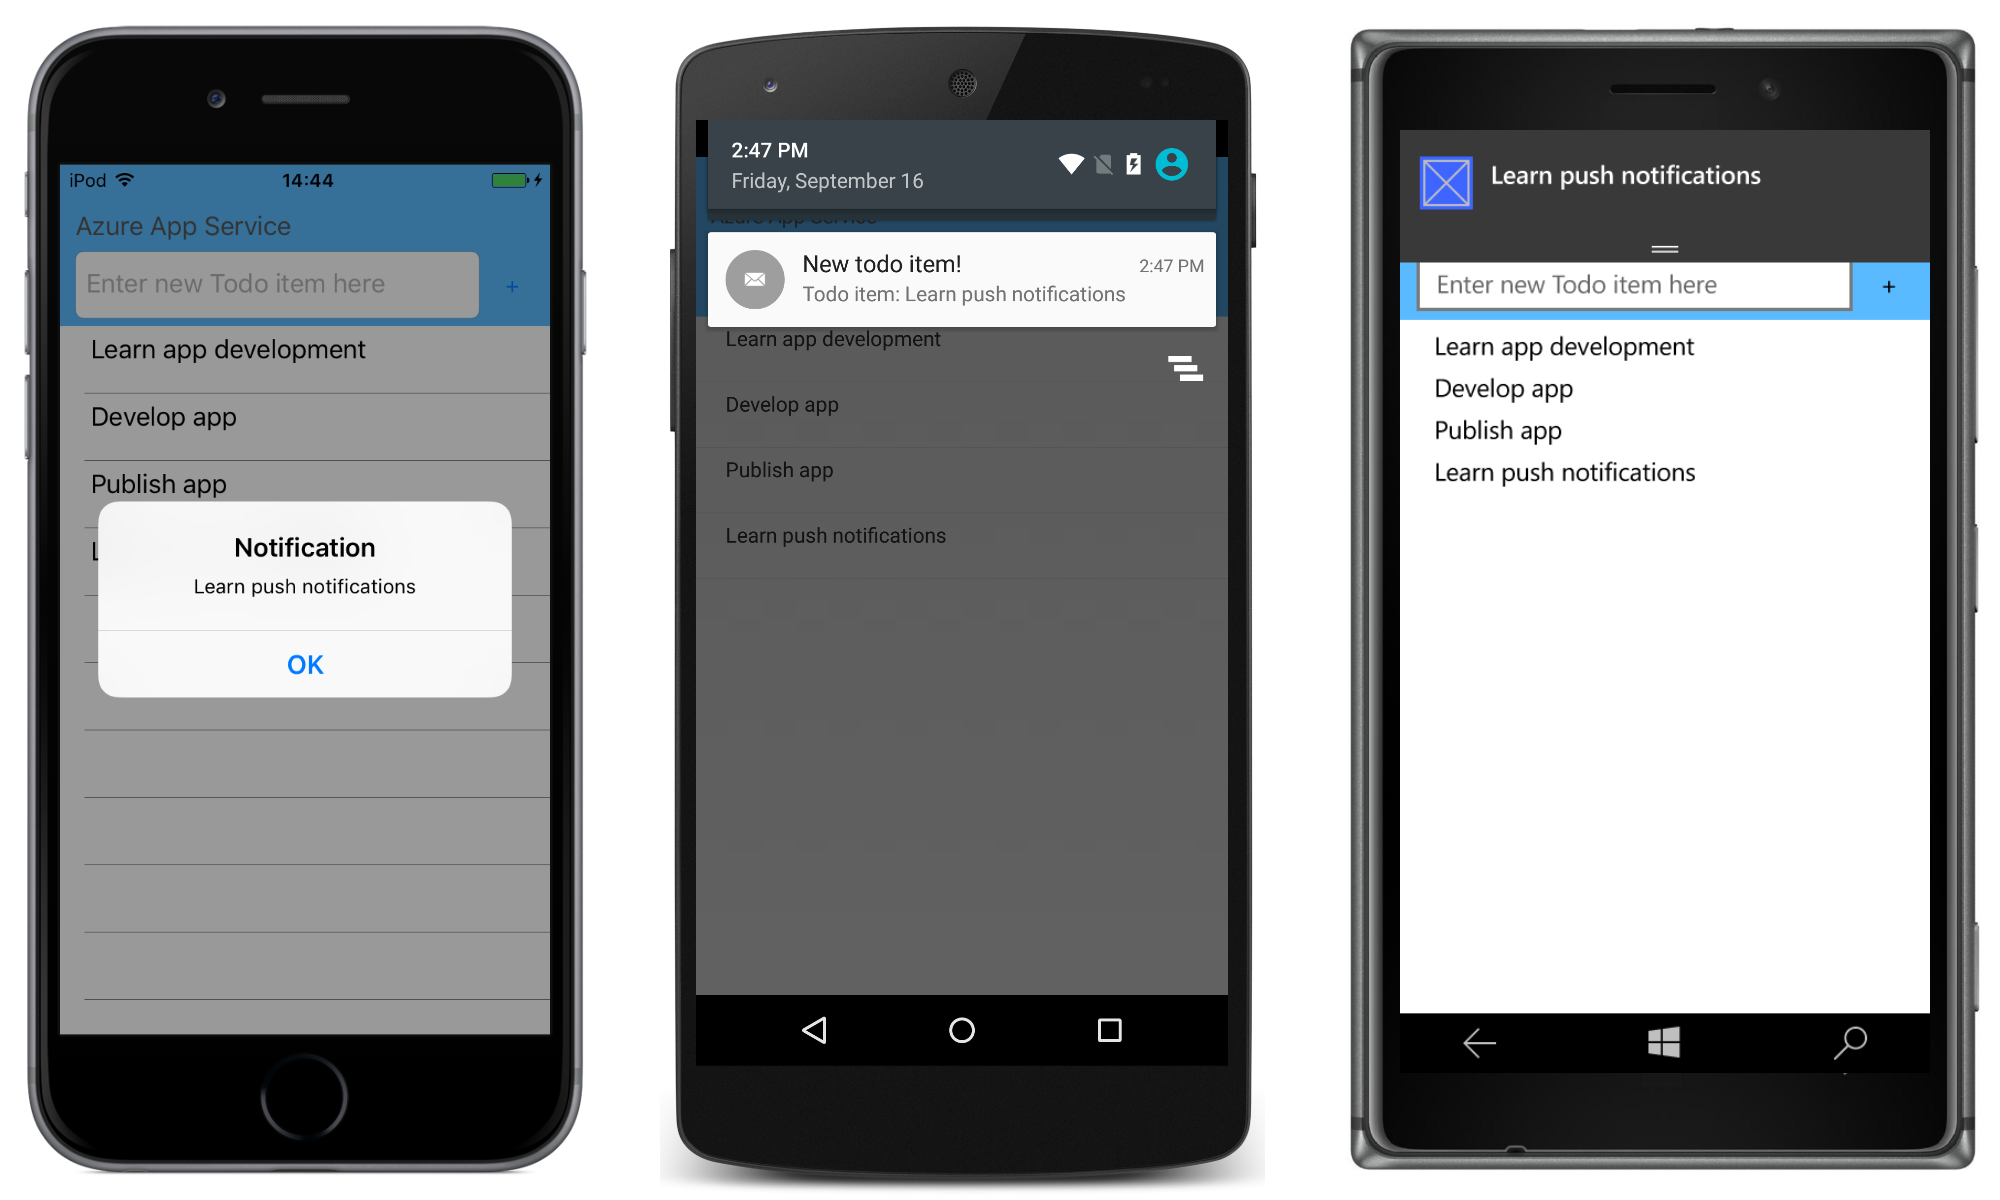 iPod
14:44
Azure App Service
Enter new Todo item here
+
Learn app development
Develop app
Publish app
L
Notification
Learn push notifications
OK
2:47 PM
Friday, September 16
Azure App Service
New todo item!
2:47 PM
Todo item: Learn push notifications
Learn app development
Develop app
Publish app
Learn push notifications
Learn push notifications
Enter new Todo item here
+
Learn app development
Develop app
Publish app
Learn push notifications